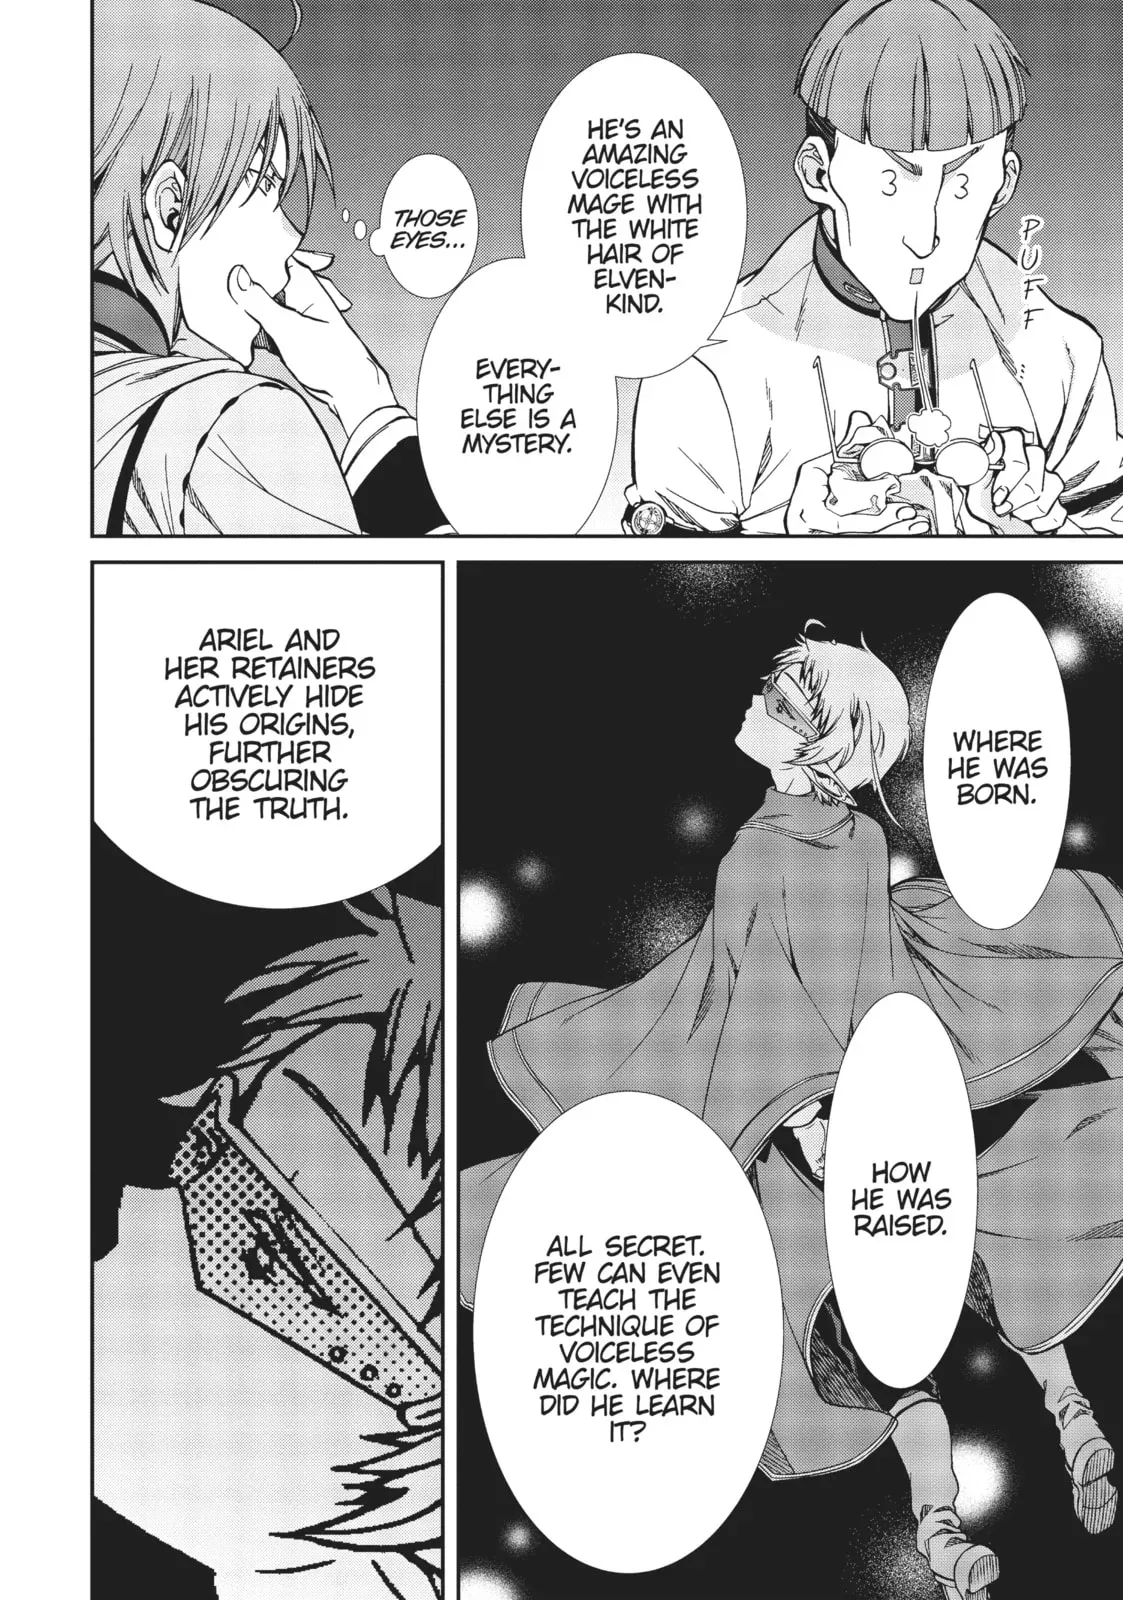 HE'S AN
AMAZING
VOICELESS
MAGE WITH
THE WHITE
HAIR OF
ELVEN-
KIND.
PUFF
THOSE
EYES...
EVERY-
THING
ELSE IS A
MYSTERY.
WHERE
HE WAS
BORN.
HOW
HE WAS
RAISED.
ALL SECRET.
FEW CAN EVEN
TEACH THE
TECHNIQUE OF
VOICELESS
MAGIC. WHERE
DID HE LEARN
IT?
ARIEL AND
HER RETAINERS
ACTIVELY HIDE
HIS ORIGINS,
FURTHER
OBSCURING
THE TRUTH.